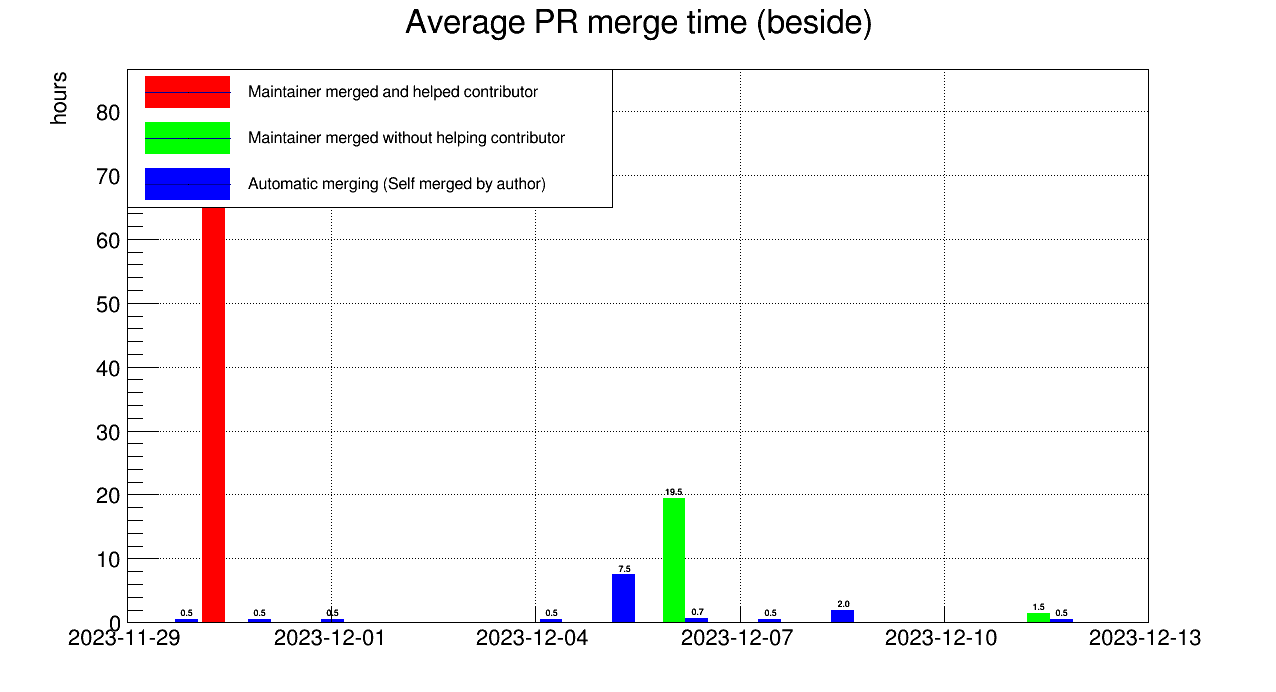 Average PR merge time (beside)
hours
Maintainer merged and helped contributor
Maintainer merged without helping contributor
Automatic merging (Self merged by author)
80
70
60
50
40
30
20
10
0
19.5
7.5
2.0
1.5
0.5 0.5 0.5 0.5 0.7 0.5 0.5
2023-11-29 2023-12-01 2023-12-04 2023-12-07 2023-12-10 2023-12-13